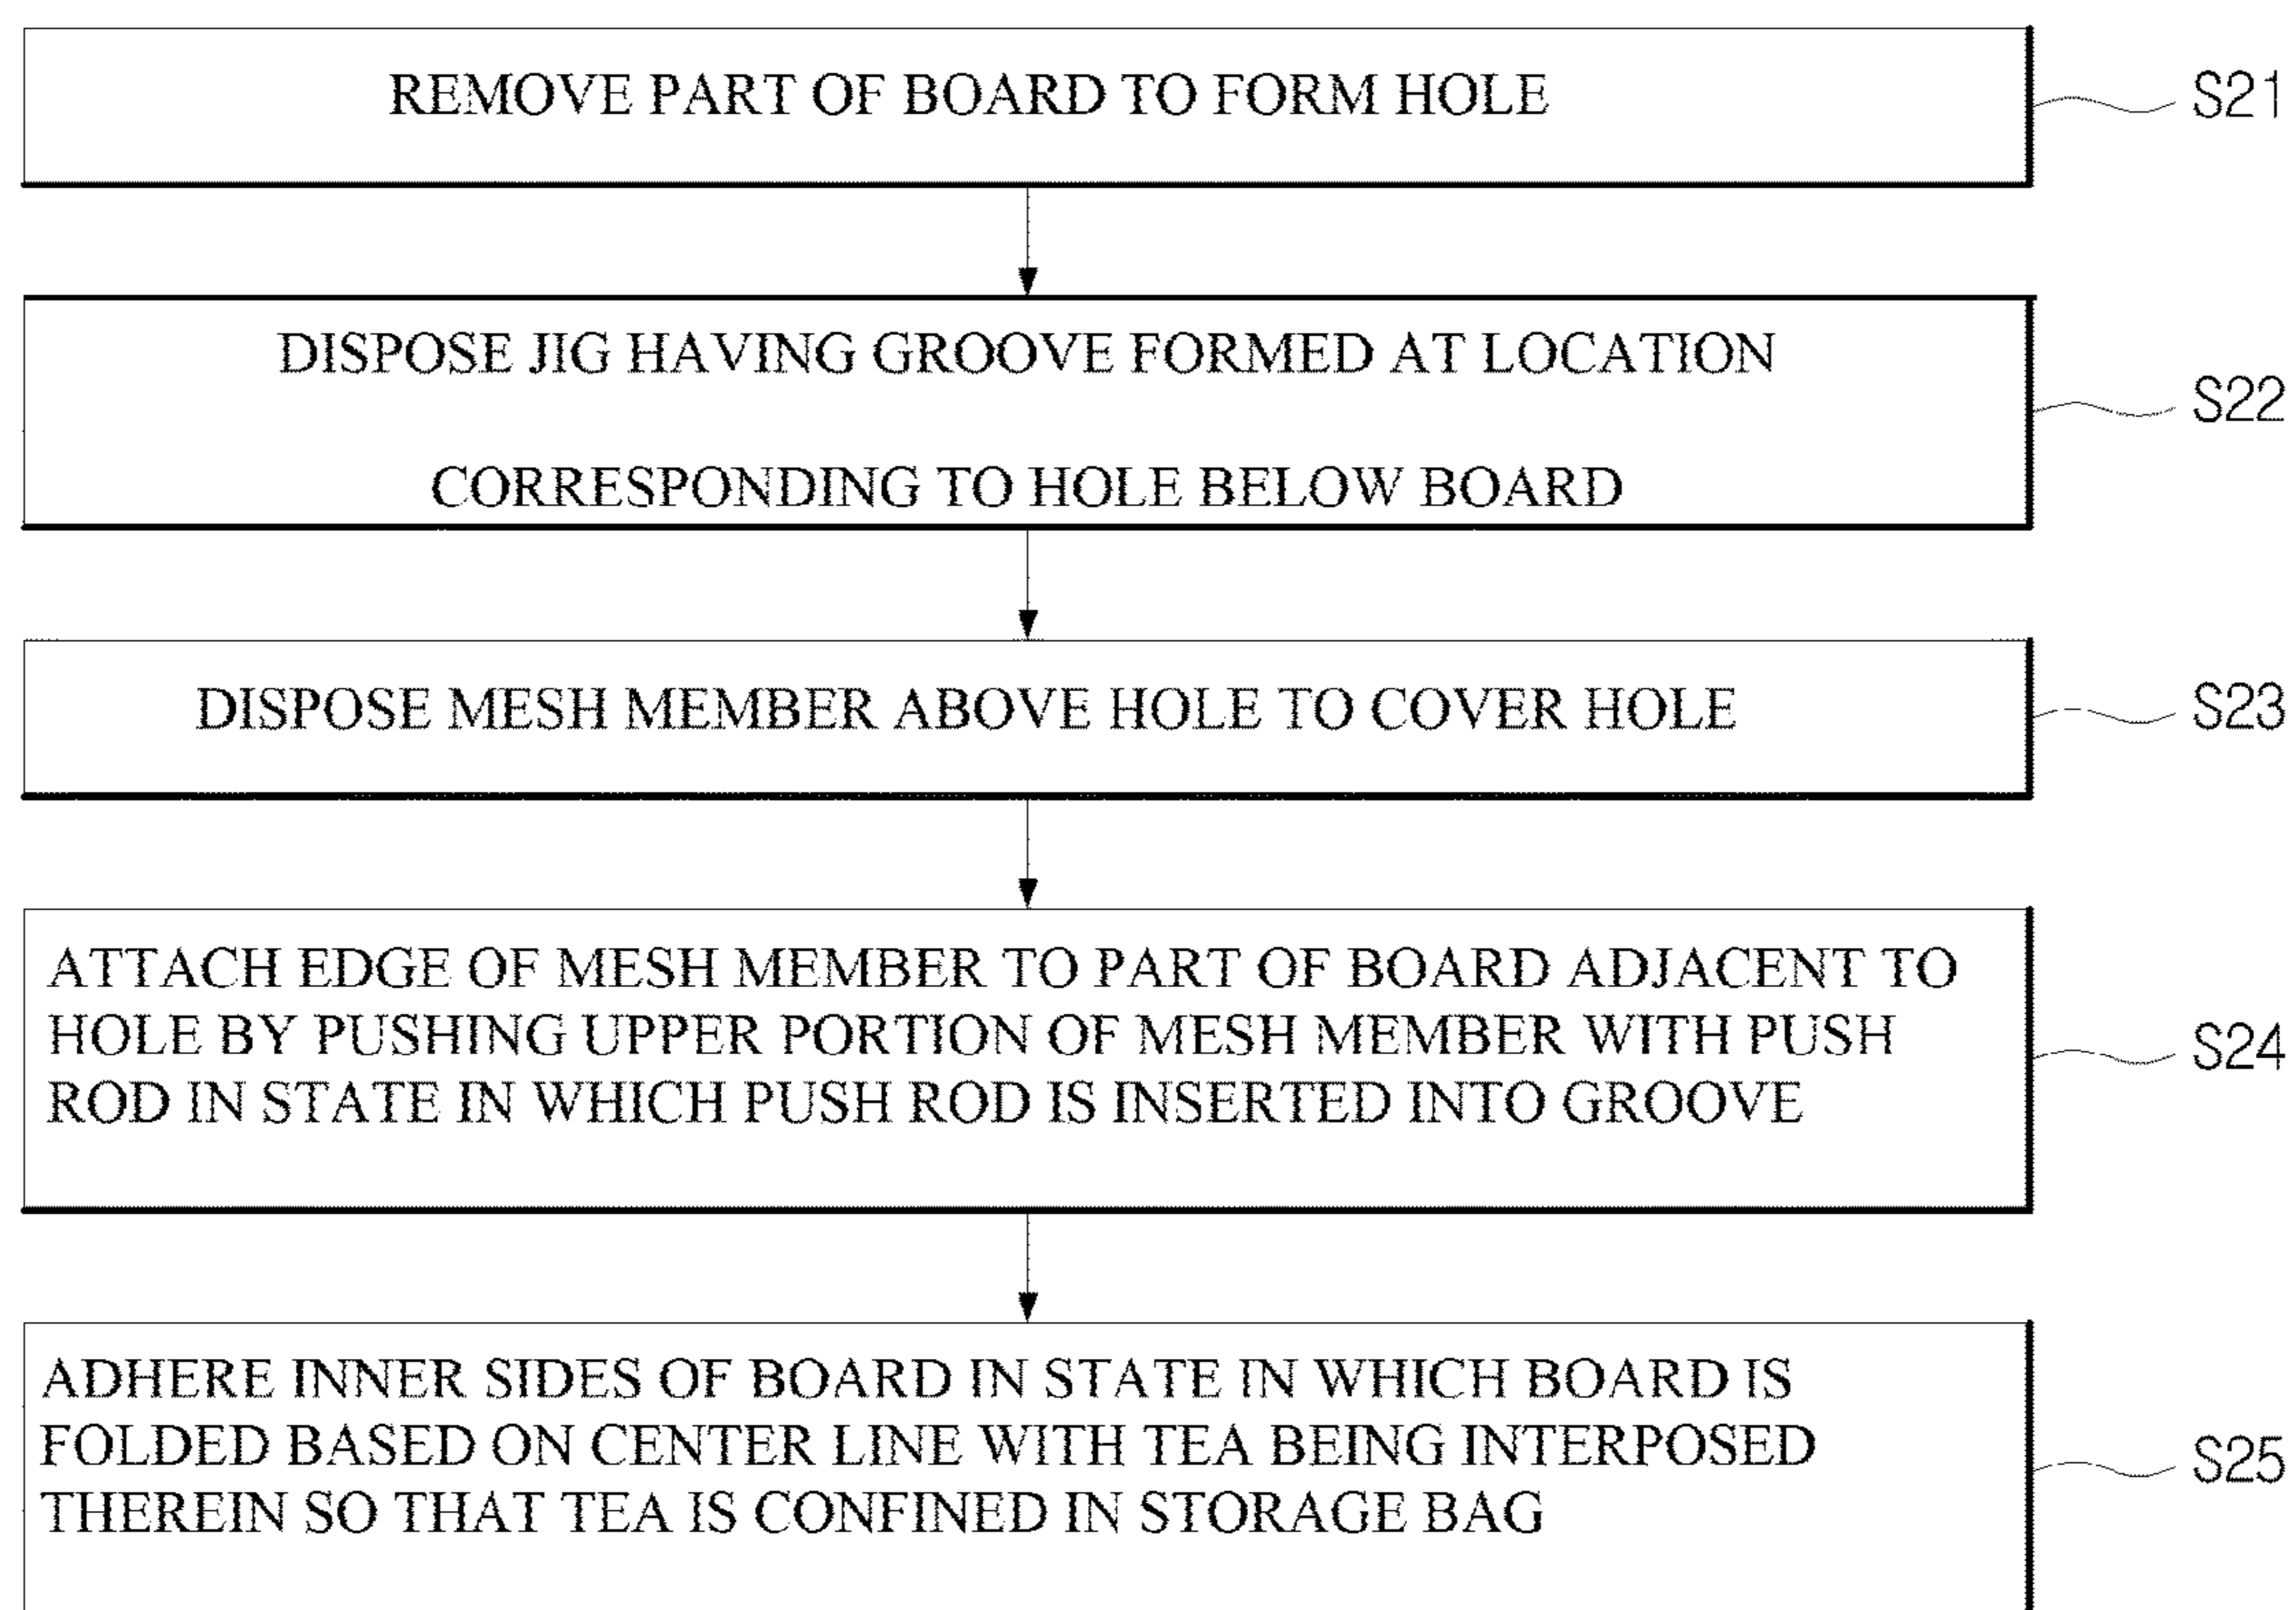 REMOVE PART OF BOARD TO FORM HOLE
S21
DISPOSE JIG HAVING GROOVE FORMED AT LOCATION
CORRESPONDING TO HOLE BELOW BOARD
S22
DISPOSE MESH MEMBER ABOVE HOLE TO COVER HOLE
S23
ATTACH EDGE OF MESH MEMBER TO PART OF BOARD ADJACENT TO
HOLE BY PUSHING UPPER PORTION OF MESH MEMBER WITH PUSH
ROD IN STATE IN WHICH PUSH ROD IS INSERTED INTO GROOVE
S24
ADHERE INNER SIDES OF BOARD IN STATE IN WHICH BOARD IS
FOLDED BASED ON CENTER LINE WITH TEA BEING INTERPOSED
THEREIN SO THAT TEA IS CONFINED IN STORAGE BAG
S25